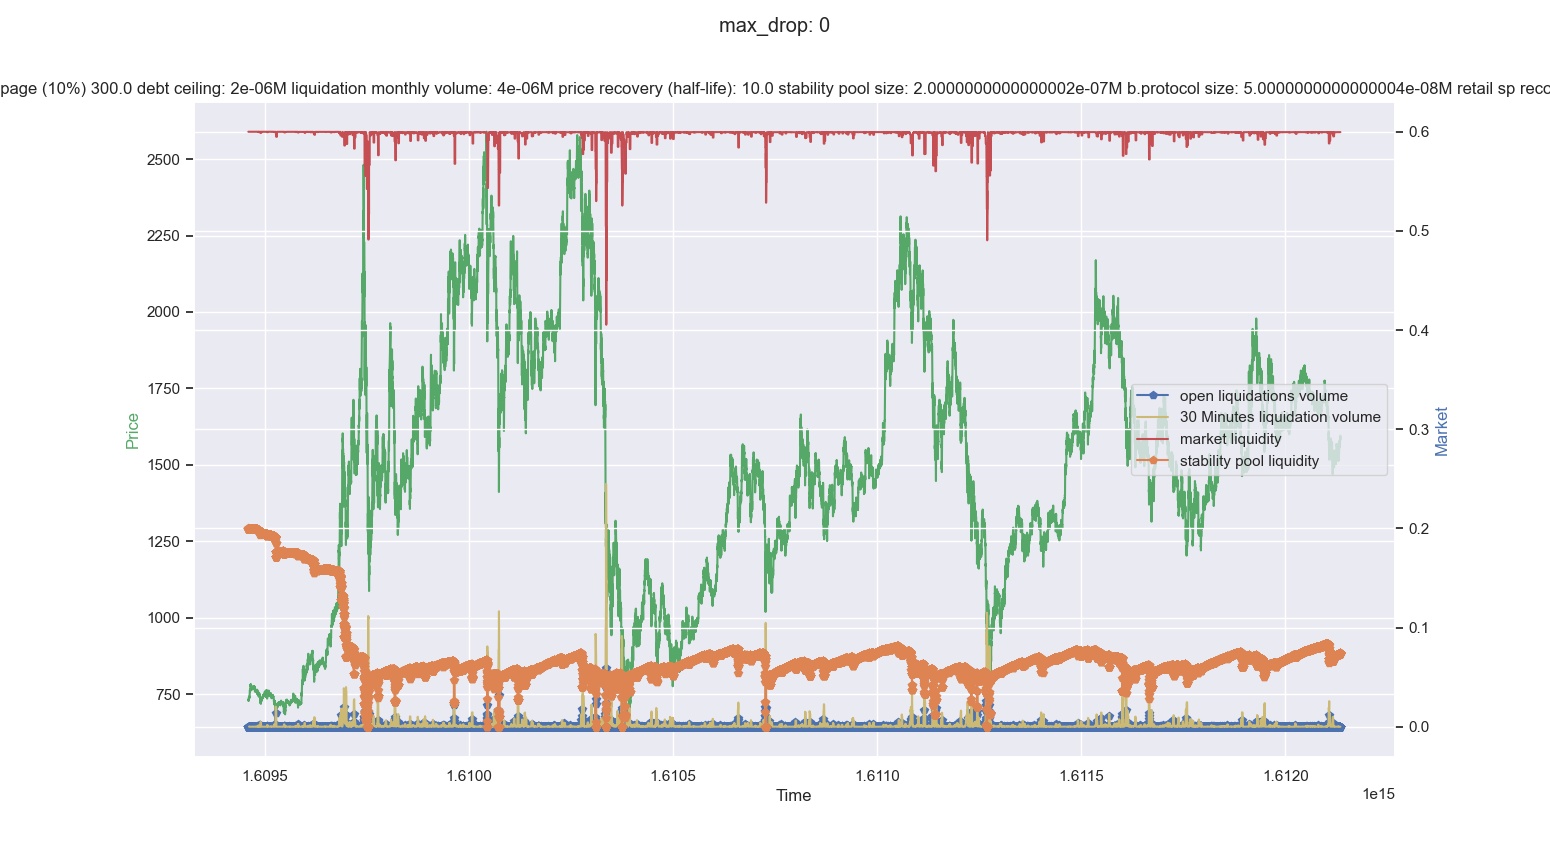 max_drop: 0
page (10%) 300.0 debt ceiling: 2e-06M liquidation monthly volume: 4e-06M price recovery (half-life): 10.0 stability pool size: 2.0000000000000002e-07M b.protocol size: 5.0000000000000004e-08M retail sp reco
2500
2250
2000
1750
1500
1250
1000
750
Price
0.6
0.5
0.4
0.3
0.2
0.1
0.0
Market
open liquidations volume
30 Minutes liquidation volume
market liquidity
stability pool liquidity
1.6095 1.6100 1.6105 1.6110 1.6115 1.6120
Time
1e15